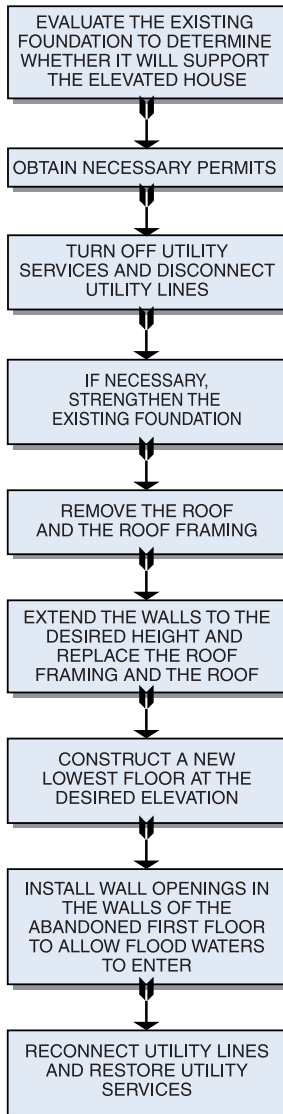 EVALUATE THE EXISTING
FOUNDATION TO DETERMINE
WHETHER IT WILL SUPPORT
THE ELEVATED HOUSE
OBTAIN NECESSARY PERMITS
TURN OFF UTILITY
SERVICES AND DISCONNECT
UTILITY LINES
IF NECESSARY,
STRENGTHEN THE
EXISTING FOUNDATION
REMOVE THE ROOF
AND THE ROOF FRAMING
EXTEND THE WALLS TO THE
DESIRED HEIGHT AND
REPLACE THE ROOF
FRAMING AND THE ROOF
CONSTRUCT A NEW
LOWEST FLOOR AT THE
DESIRED ELEVATION
INSTALL WALL OPENINGS IN
THE WALLS OF THE
ABANDONED FIRST FLOOR
TO ALLOW FLOOD WATERS
TO ENTER
RECONNECT UTILITY LINES
AND RESTORE UTILITY
SERVICES